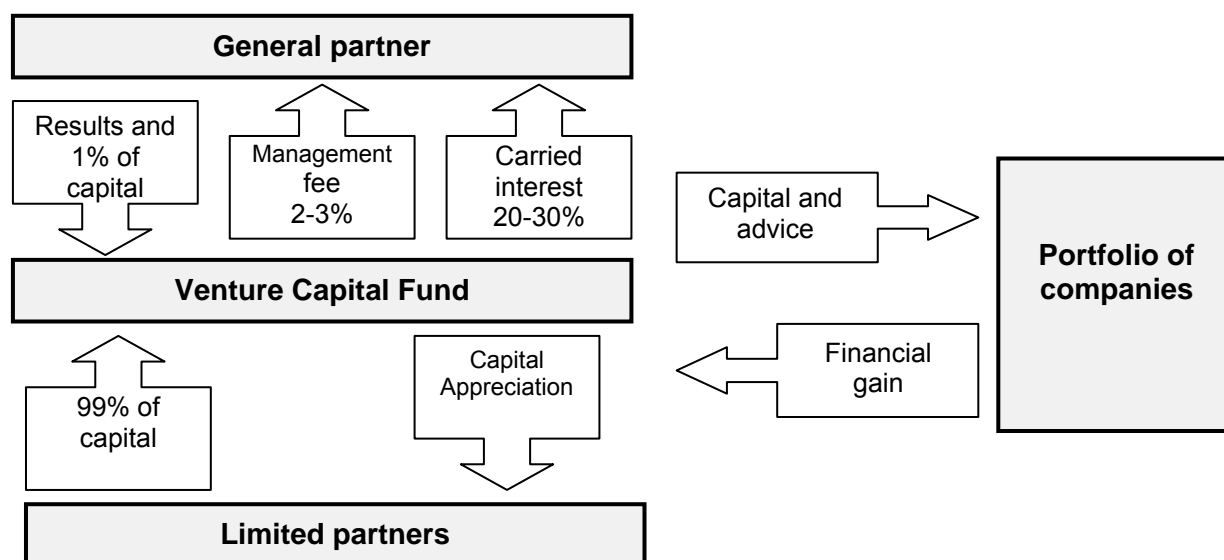 General partner
Results and
1% of
capital
Management
fee
2-3%
Carried
interest
20-30%
Capital and
advice
Portfolio of
companies
Venture Capital Fund
Financial
gain
99% of
capital
Capital
Appreciation
Limited partners